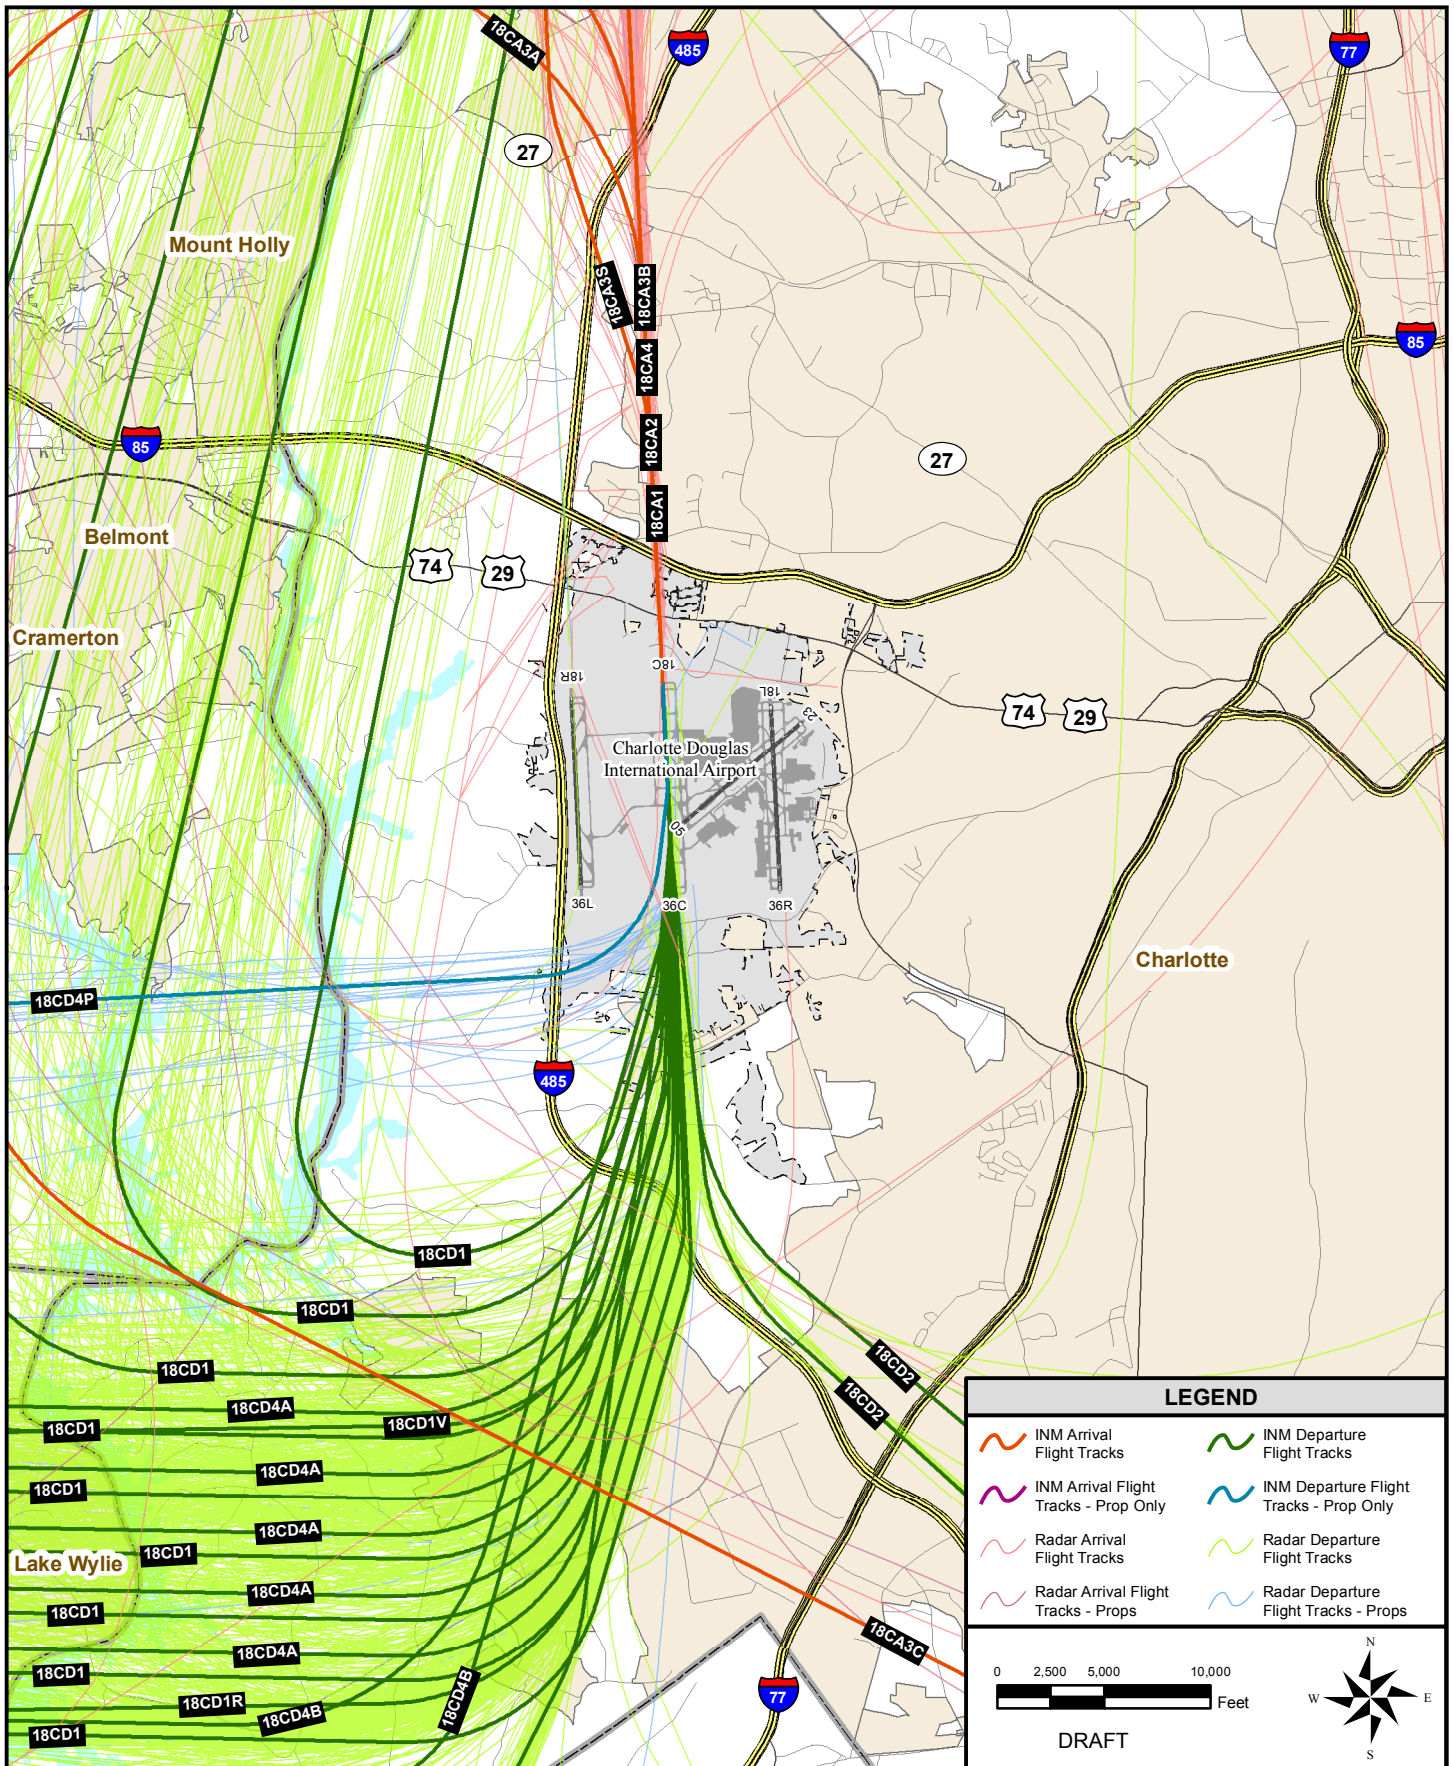 18CA3A
485
77
27
Mount Holly
18CA3S
18CA3B
18CA4
85
18CA2
85
27
18CA1
Belmont
74
29
Cramerton
18C
18R
18L
23
74
29
Charlotte Douglas
International Airport
05
36L
36C
36R
Charlotte
18CD4P
485
18CD1
18CD1
18CD2
18CD1
18CD2
18CD4A
18CD1V
18CD1
18CD4A
18CD1
18CD4A
18CD1
Lake Wylie
18CD4A
18CD1
18CA3C
18CD4A
18CD1
18CD4B
77
18CD1R
18CD4B
18CD1
LEGEND
INM Arrival
Flight Tracks
INM Departure
Flight Tracks
INM Arrival Flight
Tracks - Prop Only
INM Departure Flight
Tracks - Prop Only
Radar Arrival
Flight Tracks
Radar Departure
Flight Tracks
Radar Arrival Flight
Tracks - Props
Radar Departure
Flight Tracks - Props
0 2,500 5,000 10,000
Feet
DRAFT
N
W E
S